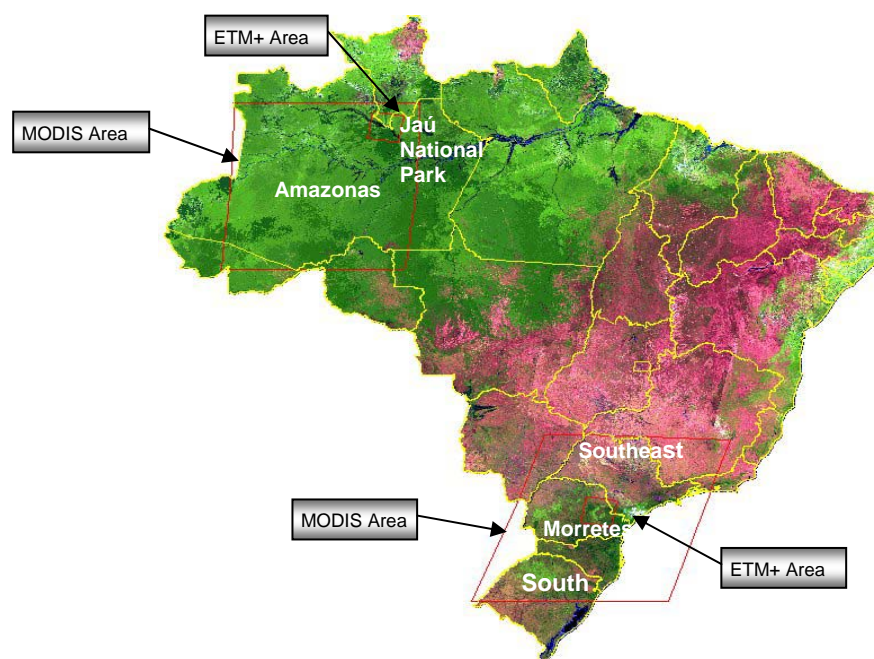 ETM+ Area
MODIS Area
Jaú
National
Park
Amazonas
Southeast
MODIS Area
Morretes
ETM+ Area
South